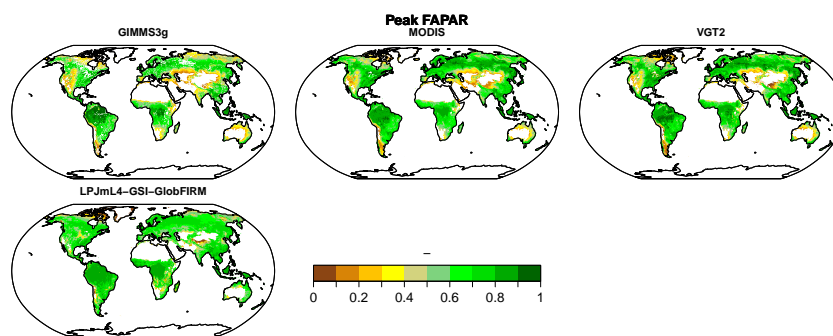 Peak FAPAR
GIMMS3g
MODIS
VGT2
LPJmL4−GSI−GlobFIRM
−
0 0.2 0.4 0.6 0.8 1